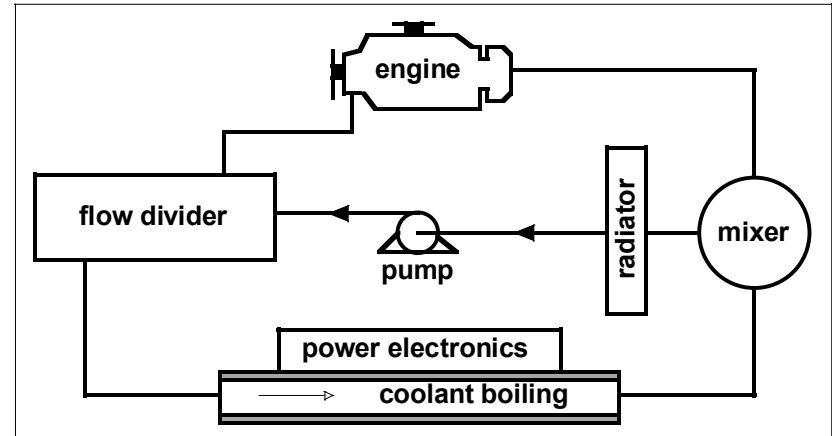 engine
flow divider
pump
radiator
mixer
power electronics
coolant boiling